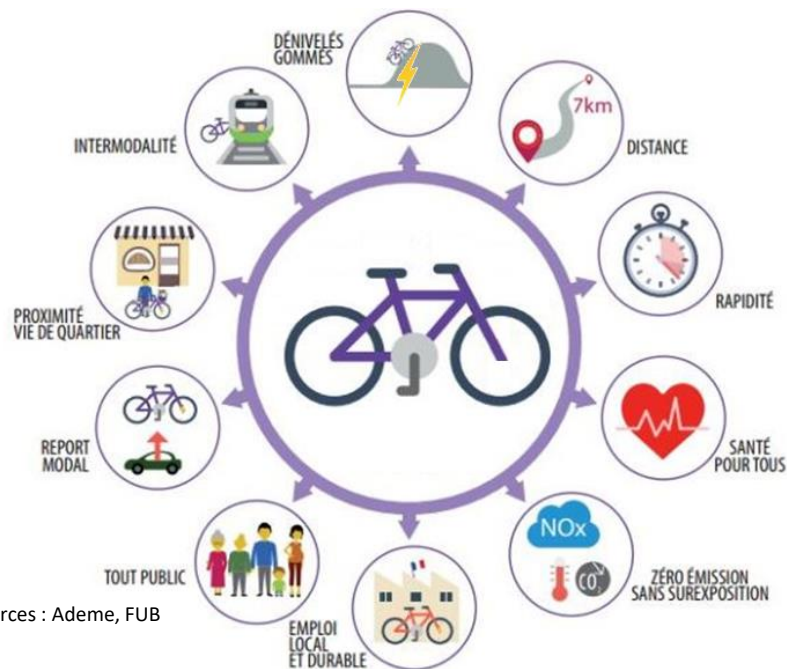 DÉNIVELÉS
GOMMÉS
7km
DISTANCE
RAPIDITÉ
SANTÉ
POUR TOUS
NOx
CO²
ZÉRO ÉMISSION
SANS SUREXPOSITION
EMPLOI
LOCAL
ET DURABLE
TOUT PUBLIC
REPORT
MODAL
PROXIMITÉ
VIE DE QUARTIER
INTERMODALITÉ
rces : Ademe, FUB